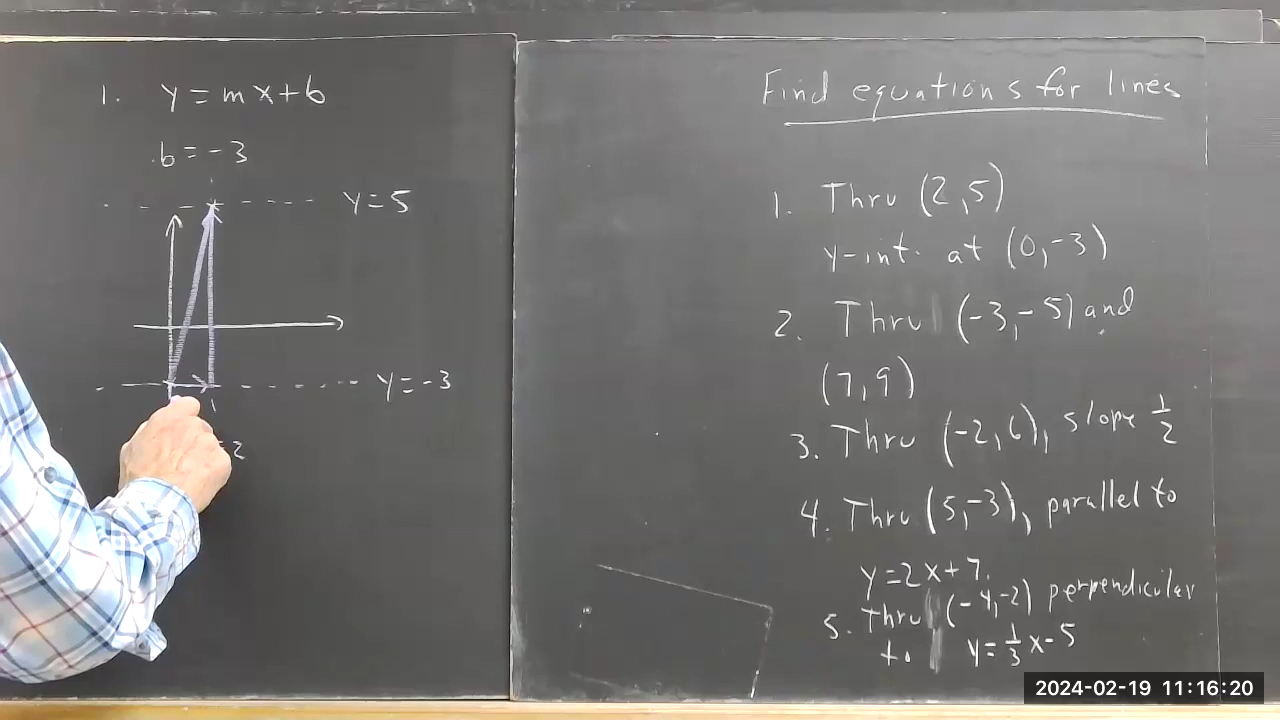 1. y = mx + b
b = -3
y = 5
y = -3
= 2
Find equations for lines
1. Thru (2,5)
y-int. at (0,-3)
2. Thru (-3,-5) and
(7,9)
3. Thru (-2,6), slope 1/2
4. Thru (5,-3), parallel to
y = 2x + 7.
5. Thru (-4,-2) perpendicular
to y = 1/3 x - 5
2024-02-19 11:16:20